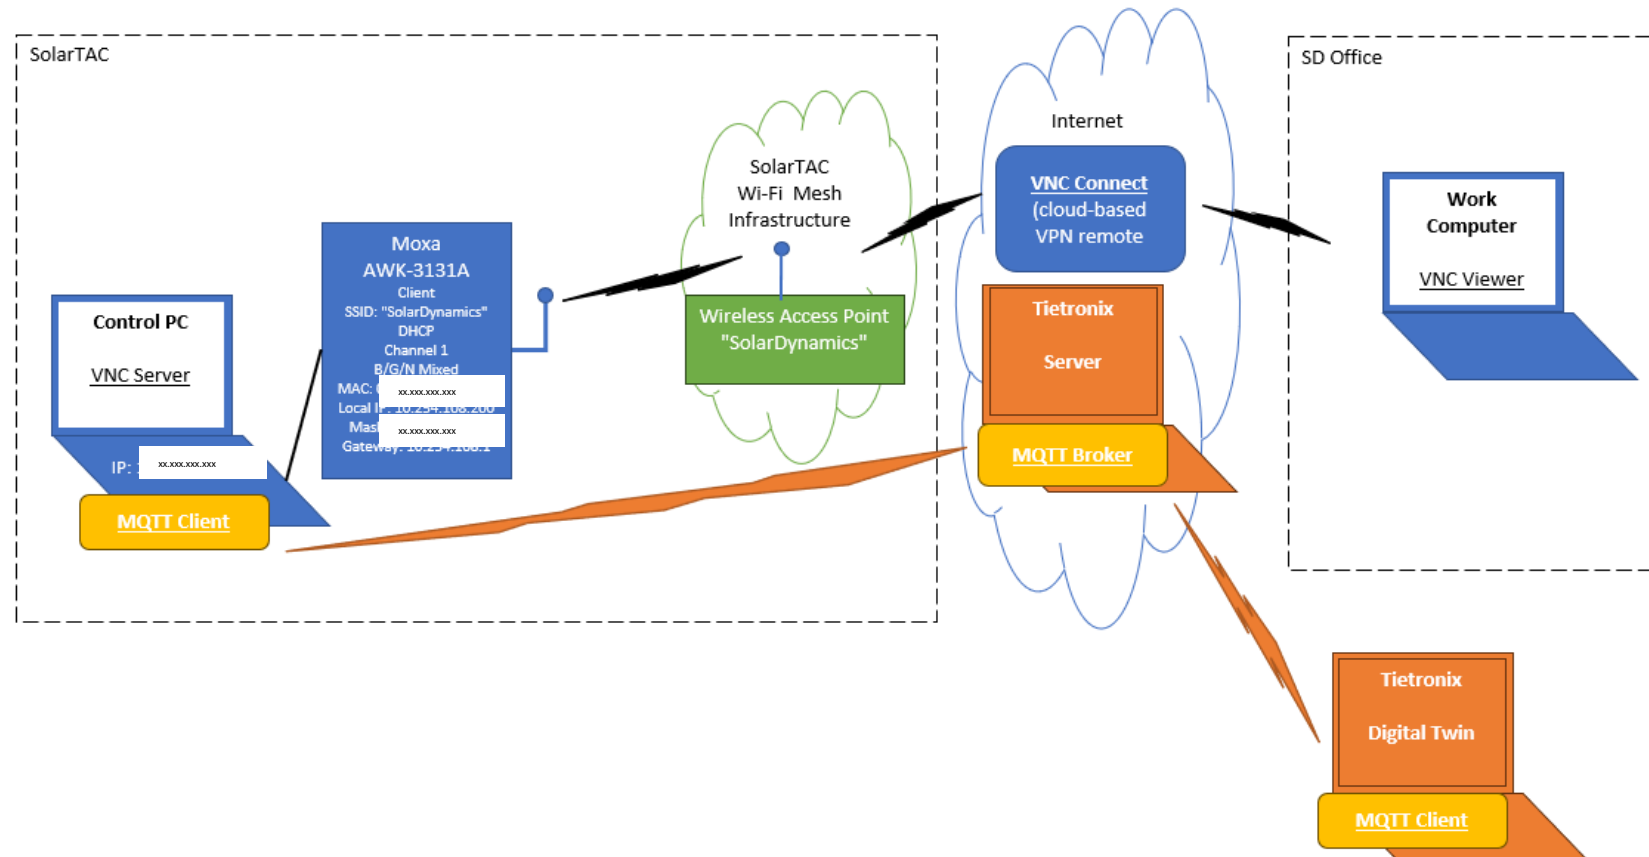 SolarTAC
Control PC
VNC Server
IP:
xx.xxx.xxx.xxx
MQTT Client
Moxa
AWK-3131A
Client
SSID: "SolarDynamics"
DHCP
Channel 1
B/G/N Mixed
MAC:
xx.xxx.xxx.xxx
Local IP:
Mask
xx.xxx.xxx.xxx
Gateway:
SolarTAC
Wi-Fi Mesh
Infrastructure
Wireless Access Point
"SolarDynamics"
Internet
VNC Connect
(cloud-based
VPN remote
Tietronix
Server
MQTT Broker
SD Office
Work
Computer
VNC Viewer
Tietronix
Digital Twin
MQTT Client